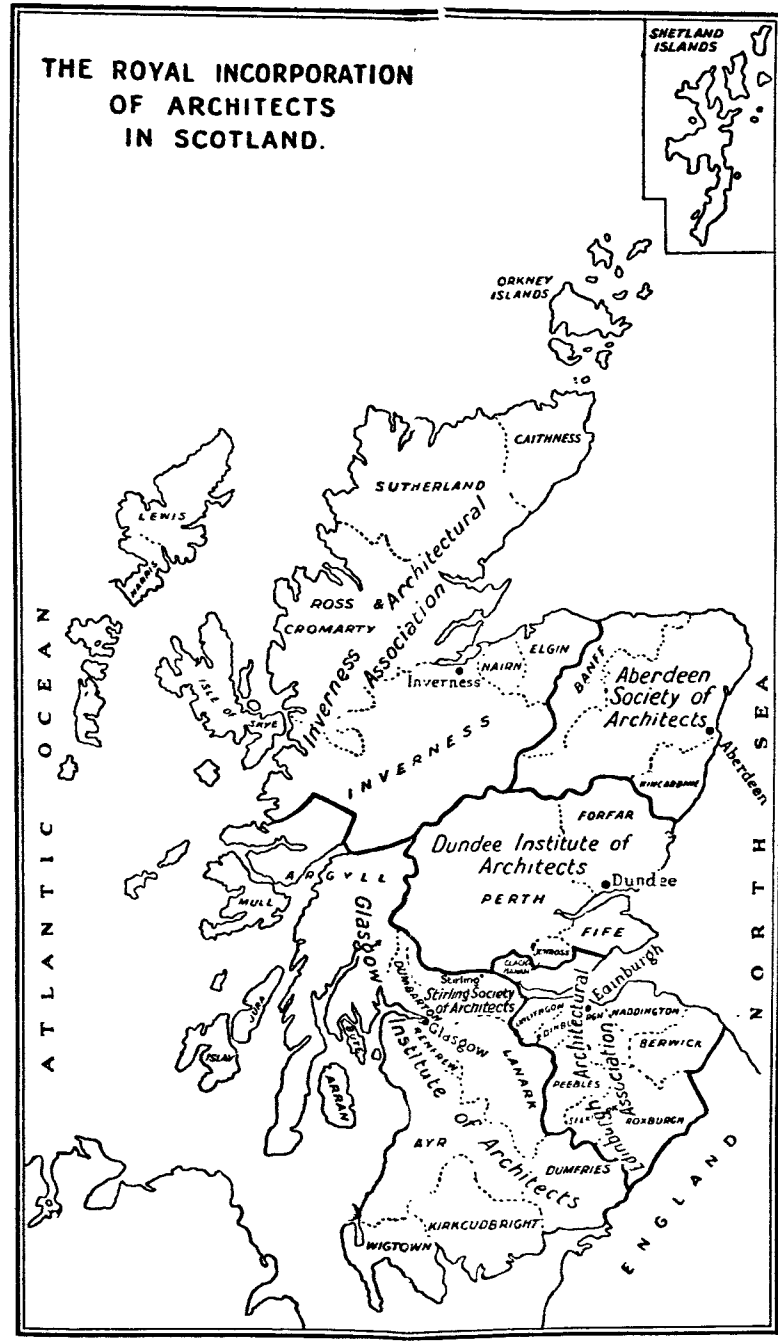 THE ROYAL INCORPORATION
OF ARCHITECTS
IN SCOTLAND.
SHETLAND
ISLANDS
ORKNEY
ISLANDS
CAITHNESS
SUTHERLAND
LEWIS
HARRIS
ROSS &
CROMARTY
Inverness Architectural
Association
Inverness
NAIRN
ELGIN
BANFF
Aberdeen
Society of
Architects
Aberdeen
KINCARDINE
ISLE OF
SKYE
INVERNESS
ATLANTIC OCEAN
NORTH SEA
FORFAR
Dundee Institute of
Architects
Dundee
PERTH
FIFE
KINROSS
CLACK-
MANAN
ARGYLL
MULL
JURA
ISLAY
BUTE
ARRAN
DUMBARTON
Stirling
Stirling Society
of Architects
Glasgow
Institute of Architects
Glasgow
RENFREW
LANARK
AYR
LINLITHGOW
EDINBURGH
Edinburgh
HADDINGTON
BERWICK
PEEBLES
SELK
ROXBURGH
Edinburgh Architectural
Association
DUMFRIES
KIRKCUDBRIGHT
WIGTOWN
ENGLAND